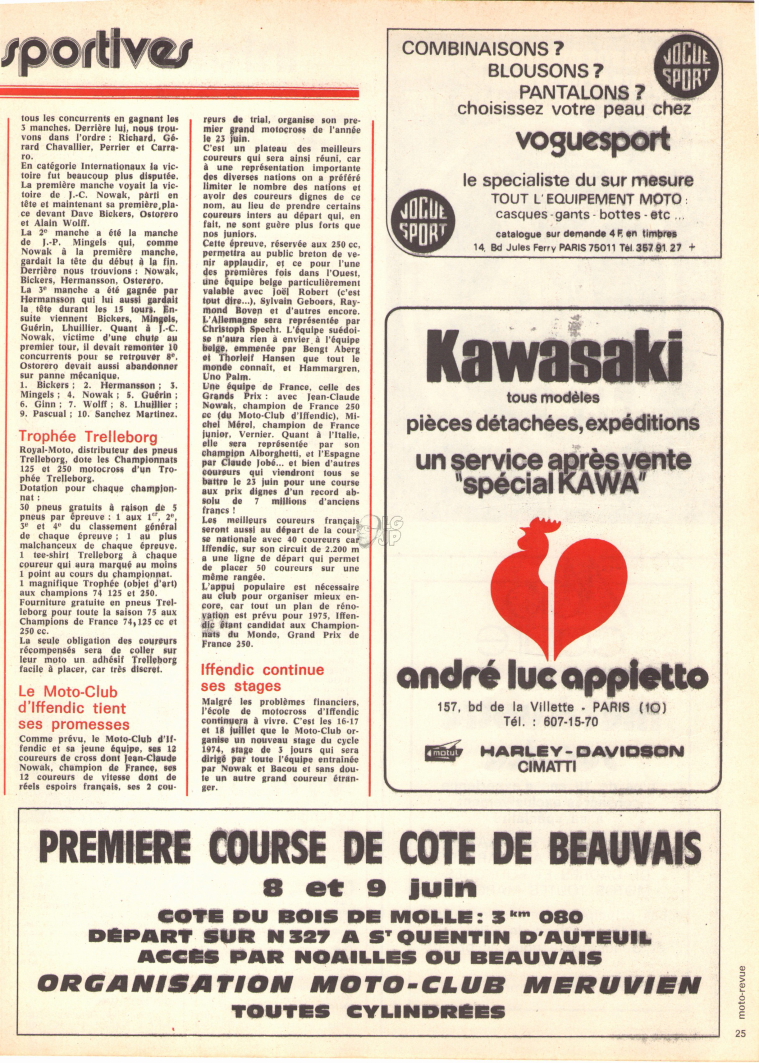 sportives
tous les concurrents en gagnant les
3 manches. Derrière lui, nous trou-
vons dans l'ordre : Richard, Gé-
rard Chavallier, Perrier et Carra-
ro.
En catégorie Internationaux la vic-
toire fut beaucoup plus disputée.
La première manche voyait la vic-
toire de J.-C. Nowak, parti en
tête et maintenant sa première pla-
ce devant Dave Bickers, Ostorero
et Alain Wolff.
La 2e manche a été la manche
de J.-P. Mingels qui, comme
Nowak à la première manche,
gardait la tête du début à la fin.
Derrière nous trouvions : Nowak,
Bickers, Hermansson, Osterero.
La 3e manche a été gagnée par
Hermansson qui lui aussi gardait
la tête durant les 15 tours. En-
suite viennent Bickers, Mingels,
Guérin, Lhuillier. Quant à J.-C.
Nowak, victime d'une chute au
premier tour, il devait remonter 10
concurrents pour se retrouver 8e.
Ostorero devait aussi abandonner
sur panne mécanique.
1. Bickers ; 2. Hermansson ; 3.
Mingels ; 4. Nowak ; 5. Guérin ;
6. Ginn ; 7. Wolff ; 8. Lhuillier ;
9. Pascual ; 10. Sanchez Martinez.
Trophée Trelleborg
Royal-Moto, distributeur des pneus
Trelleborg, dote les Championnats
125 et 250 motocross d'un Tro-
phée Trelleborg.
Dotation pour chaque champion-
nat :
30 pneus gratuits à raison de 5
pneus par épreuve : 1 aux 1er, 2e,
3e et 4e du classement général
de chaque épreuve ; 1 au plus
malchanceux de chaque épreuve.
1 tee-shirt Trelleborg à chaque
coureur qui aura marqué au moins
1 point au cours du championnat.
1 magnifique Trophée (objet d'art)
aux champions 74 125 et 250.
Fourniture gratuite en pneus Trel-
leborg pour toute la saison 75 aux
Champions de France 74, 125 cc et
250 cc.
La seule obligation des coureurs
récompensés sera de coller sur
leur moto un adhésif Trelleborg
facile à placer, car très discret.
Le Moto-Club
d'Iffendic tient
ses promesses
Comme prévu, le Moto-Club d'If-
fendic et sa jeune équipe, ses 12
coureurs de cross dont Jean-Claude
Nowak, champion de France, ses
12 coureurs de vitesse dont de
réels espoirs français, ses 2 cou-
reurs de trial, organise son pre-
mier grand motocross de l'année
le 23 juin.
C'est un plateau des meilleurs
coureurs qui sera ainsi réuni, car
à une représentation importante
des diverses nations on a préféré
limiter le nombre des nations et
avoir des coureurs dignes de ce
nom, au lieu de prendre certains
coureurs inters au départ qui, en
fait, ne sont guère plus forts que
nos juniors.
Cette épreuve, réservée aux 250 cc,
permettra au public breton de ve-
nir applaudir, et ce pour l'une
des premières fois dans l'Ouest,
une équipe belge particulièrement
valable avec Joël Robert (c'est
tout dire...), Sylvain Geboers, Ray-
mond Boven et d'autres encore.
L'Allemagne sera représentée par
Christoph Specht. L'équipe suédoi-
se n'aura rien à envier à l'équipe
belge, emmenée par Bengt Aberg
et Thorleif Hansen que tout le
monde connaît, et Hammargren,
Uno Palm.
Une équipe de France, celle des
Grands Prix : avec Jean-Claude
Nowak, champion de France 250
cc (du Moto-Club d'Iffendic), Mi-
chel Mérel, champion de France
junior, Vernier. Quant à l'Italie,
elle sera représentée par son
champion Alborghetti, et l'Espagne
par Claude Jobé... et bien d'autres
coureurs qui viendront tous se
battre le 23 juin pour une course
aux prix dignes d'un record ab-
solu de 7 millions d'anciens
francs !
Les meilleurs coureurs français
seront aussi au départ de la cour-
se nationale avec 40 coureurs car
Iffendic, sur son circuit de 2.200 m
a une ligne de départ qui permet
de placer 50 coureurs sur une
même rangée.
L'appui populaire est nécessaire
au club pour organiser mieux en-
core, car tout un plan de réno-
vation est prévu pour 1975, Iffen-
dic étant candidat aux Champion-
nats du Monde, Grand Prix de
France 250.
Iffendic continue
ses stages
Malgré les problèmes financiers,
l'école de motocross d'Iffendic
continuera à vivre. C'est les 16-17
et 18 juillet que le Moto-Club or-
ganise un nouveau stage du cycle
1974, stage de 3 jours qui sera
dirigé par toute l'équipe entraînée
par Nowak et Bacou et sans dou-
te un autre grand coureur étran-
ger.
COMBINAISONS ?
BLOUSONS ?
PANTALONS ?
choisissez votre peau chez
voguesport
VOGUE
SPORT
le specialiste du sur mesure
TOUT L'EQUIPEMENT MOTO :
casques - gants - bottes - etc ...
VOGUE
SPORT
catalogue sur demande 4 F. en timbres
14, Bd Jules Ferry PARIS 75011 Tél. 357 91 27 +
Kawasaki
tous modèles
pièces détachées, expéditions
un service après vente
"spécial KAWA"
andré luc appietto
157, bd de la Villette - PARIS (10)
Tél. : 607-15-70
motul
HARLEY-DAVIDSON
CIMATTI
PREMIERE COURSE DE COTE DE BEAUVAIS
8 et 9 juin
COTE DU BOIS DE MOLLE : 3 km 080
DÉPART SUR N 327 A ST QUENTIN D'AUTEUIL
ACCÈS PAR NOAILLES OU BEAUVAIS
ORGANISATION MOTO-CLUB MERUVIEN
TOUTES CYLINDRÉES
moto-revue
25